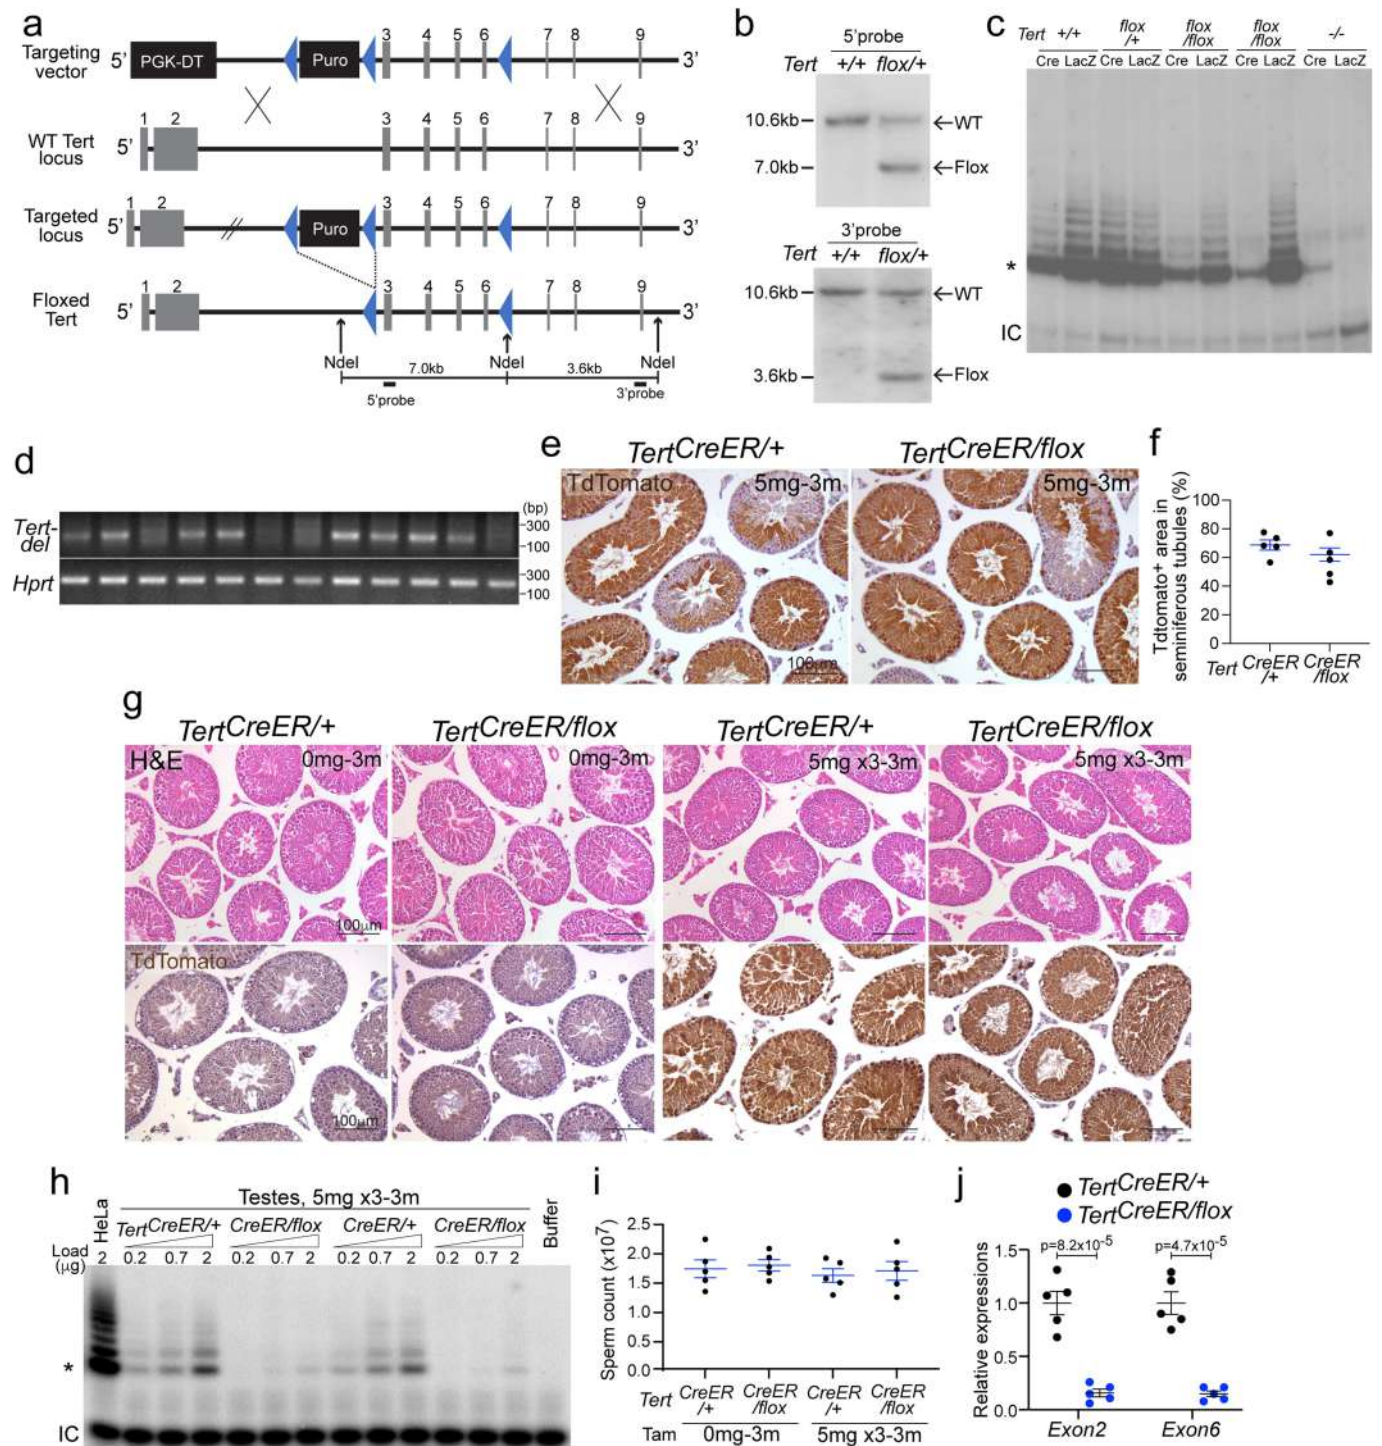 a
Targeting vector 5' PGK-DT Puro 3 4 5 6 7 8 9 3'
WT Tert locus 5' 1 2 3 4 5 6 7 8 9 3'
Targeted locus 5' 1 2 Puro 3 4 5 6 7 8 9 3'
Floxed Tert 5' 1 2 3 4 5 6 7 8 9 3'
NdeI NdeI NdeI
7.0kb 3.6kb
5'probe 3'probe
b
5'probe
Tert +/+ flox/+
10.6kb ←WT
7.0kb ←Flox
3'probe
Tert +/+ flox/+
10.6kb ←WT
3.6kb ←Flox
c
Tert +/+ flox/+ flox/flox flox/flox -/-
Cre LacZ Cre LacZ Cre LacZ Cre LacZ Cre LacZ
*
IC
d
(bp)
Tert-del 300
100
Hprt 300
100
e
TertCreER/+ TertCreER/flox
TdTomato 5mg-3m 5mg-3m
100μm
f
Tdtomato+ area in seminiferous tubules (%)
100
80
60
40
20
0
Tert CreER/+ CreER/flox
g
TertCreER/+ TertCreER/flox TertCreER/+ TertCreER/flox
H&E 0mg-3m 0mg-3m 5mg x3-3m 5mg x3-3m
100μm
TdTomato
100μm
h
Testes, 5mg x3-3m
HeLa TertCreER/+ CreER/flox CreER/+ CreER/flox Buffer
Load (μg) 2 0.2 0.7 2 0.2 0.7 2 0.2 0.7 2 0.2 0.7 2
*
IC
i
Sperm count (x10⁷)
2.5
2.0
1.5
1.0
0.5
0.0
Tert CreER/+ CreER/flox CreER/+ CreER/flox
Tam 0mg-3m 5mg x3-3m
j
TertCreER/+
TertCreER/flox
p=8.2x10⁻⁵ p=4.7x10⁻⁵
Relative expressions
1.5
1.0
0.5
0.0
Exon2 Exon6